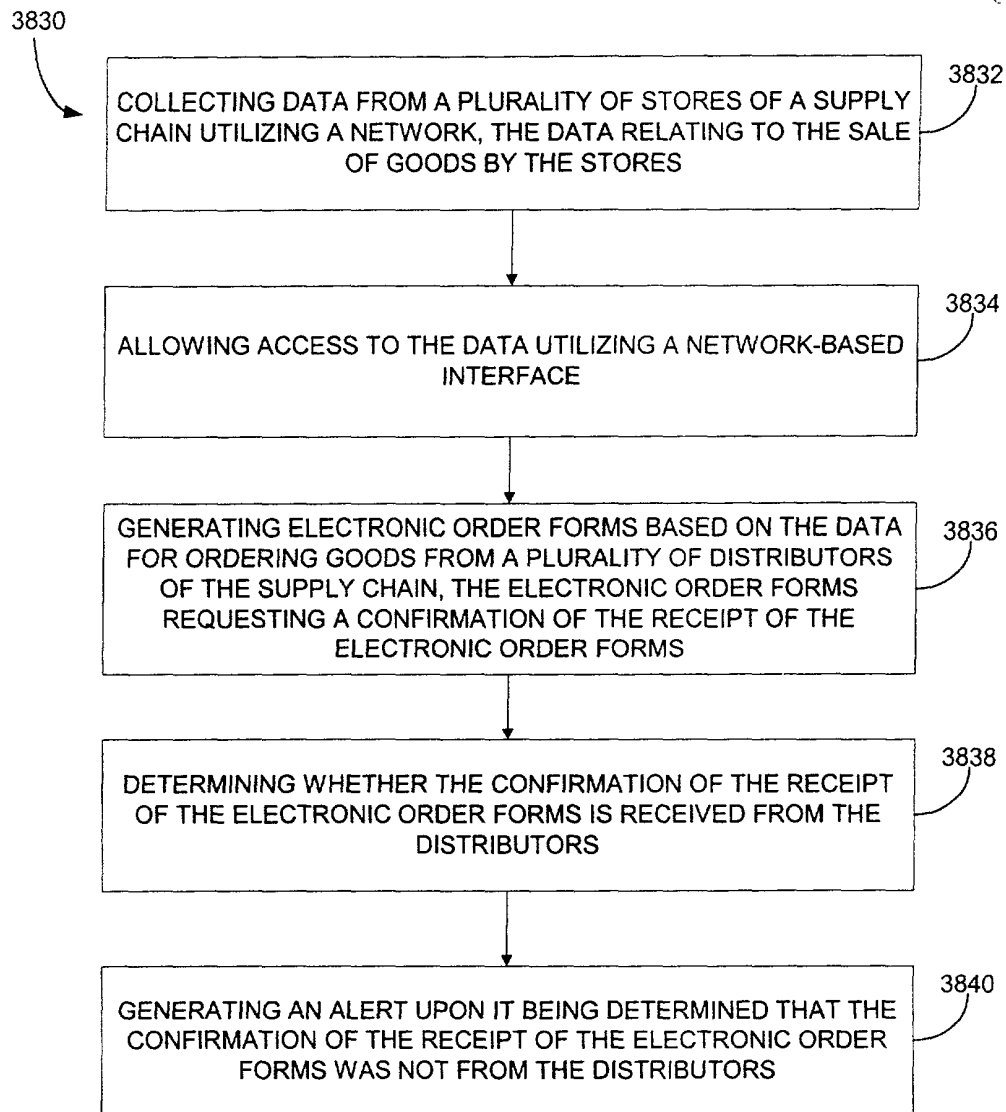 3830
3832
COLLECTING DATA FROM A PLURALITY OF STORES OF A SUPPLY
CHAIN UTILIZING A NETWORK, THE DATA RELATING TO THE SALE
OF GOODS BY THE STORES
3834
ALLOWING ACCESS TO THE DATA UTILIZING A NETWORK-BASED
INTERFACE
3836
GENERATING ELECTRONIC ORDER FORMS BASED ON THE DATA
FOR ORDERING GOODS FROM A PLURALITY OF DISTRIBUTORS
OF THE SUPPLY CHAIN, THE ELECTRONIC ORDER FORMS
REQUESTING A CONFIRMATION OF THE RECEIPT OF THE
ELECTRONIC ORDER FORMS
3838
DETERMINING WHETHER THE CONFIRMATION OF THE RECEIPT
OF THE ELECTRONIC ORDER FORMS IS RECEIVED FROM THE
DISTRIBUTORS
3840
GENERATING AN ALERT UPON IT BEING DETERMINED THAT THE
CONFIRMATION OF THE RECEIPT OF THE ELECTRONIC ORDER
FORMS WAS NOT FROM THE DISTRIBUTORS